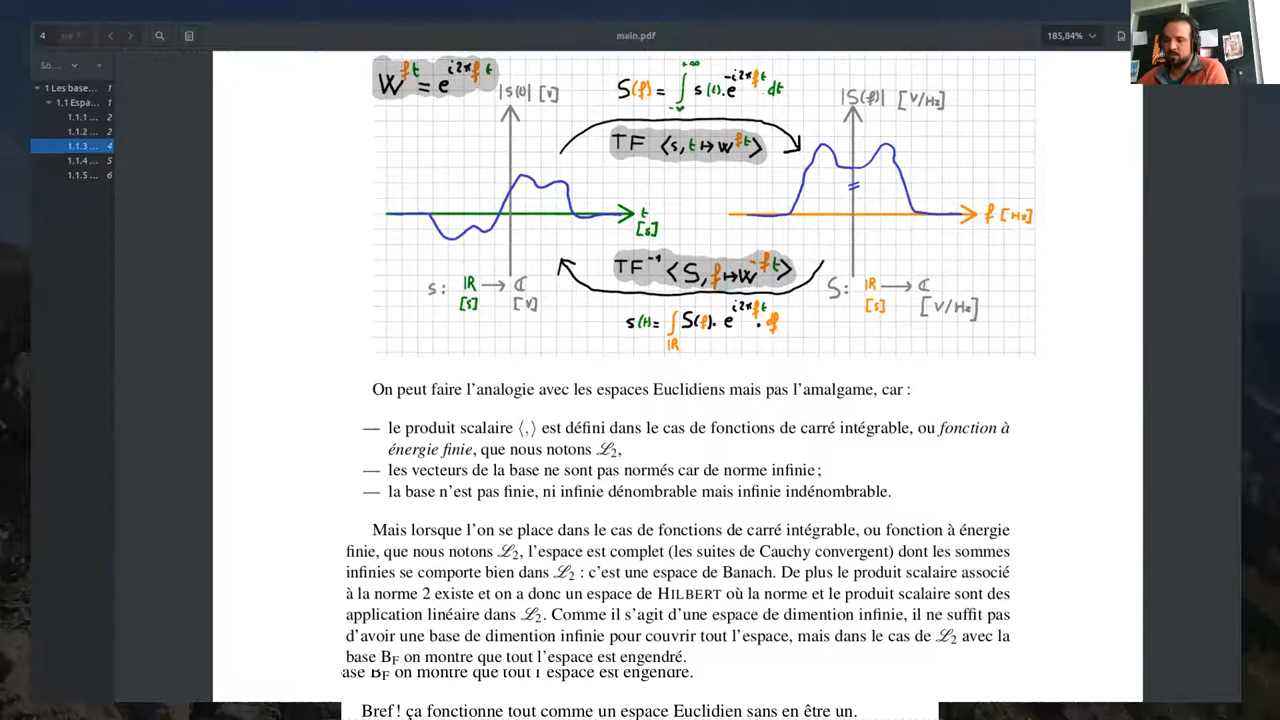 4
main.pdf
185,84%
So...
1 Les base... 1
1.1 Espa... 1
1.1.1 ... 2
1.1.2 ... 2
1.1.3 ... 4
1.1.4 ... 5
1.1.5 ... 6
W^{ft} = e^{i2πft}
|s(t)| [V]
S(f) = ∫_{-∞}^{+∞} s(t).e^{-i2πft} dt
|S(f)| [V/Hz]
TF <s, t↦W^{ft}>
t [s]
f [Hz]
TF^{-1} <S, f↦W^{-ft}>
s: IR → ℂ
[s] [V]
S: IR → ℂ
[s] [V/Hz]
s(t)= ∫_{IR} S(f). e^{i2πft}. f
On peut faire l'analogie avec les espaces Euclidiens mais pas l'amalgame, car :
— le produit scalaire ⟨,⟩ est défini dans le cas de fonctions de carré intégrable, ou fonction à
énergie finie, que nous notons ℒ₂,
— les vecteurs de la base ne sont pas normés car de norme infinie ;
— la base n'est pas finie, ni infinie dénombrable mais infinie indénombrable.
Mais lorsque l'on se place dans le cas de fonctions de carré intégrable, ou fonction à énergie
finie, que nous notons ℒ₂, l'espace est complet (les suites de Cauchy convergent) dont les sommes
infinies se comporte bien dans ℒ₂ : c'est une espace de Banach. De plus le produit scalaire associé
à la norme 2 existe et on a donc un espace de HILBERT où la norme et le produit scalaire sont des
application linéaire dans ℒ₂. Comme il s'agit d'une espace de dimention infinie, il ne suffit pas
d'avoir une base de dimention infinie pour couvrir tout l'espace, mais dans le cas de ℒ₂ avec la
base B_F on montre que tout l'espace est engendré.
ase B_F on montre que tout l'espace est engendré.
Bref ! ça fonctionne tout comme un espace Euclidien sans en être un.